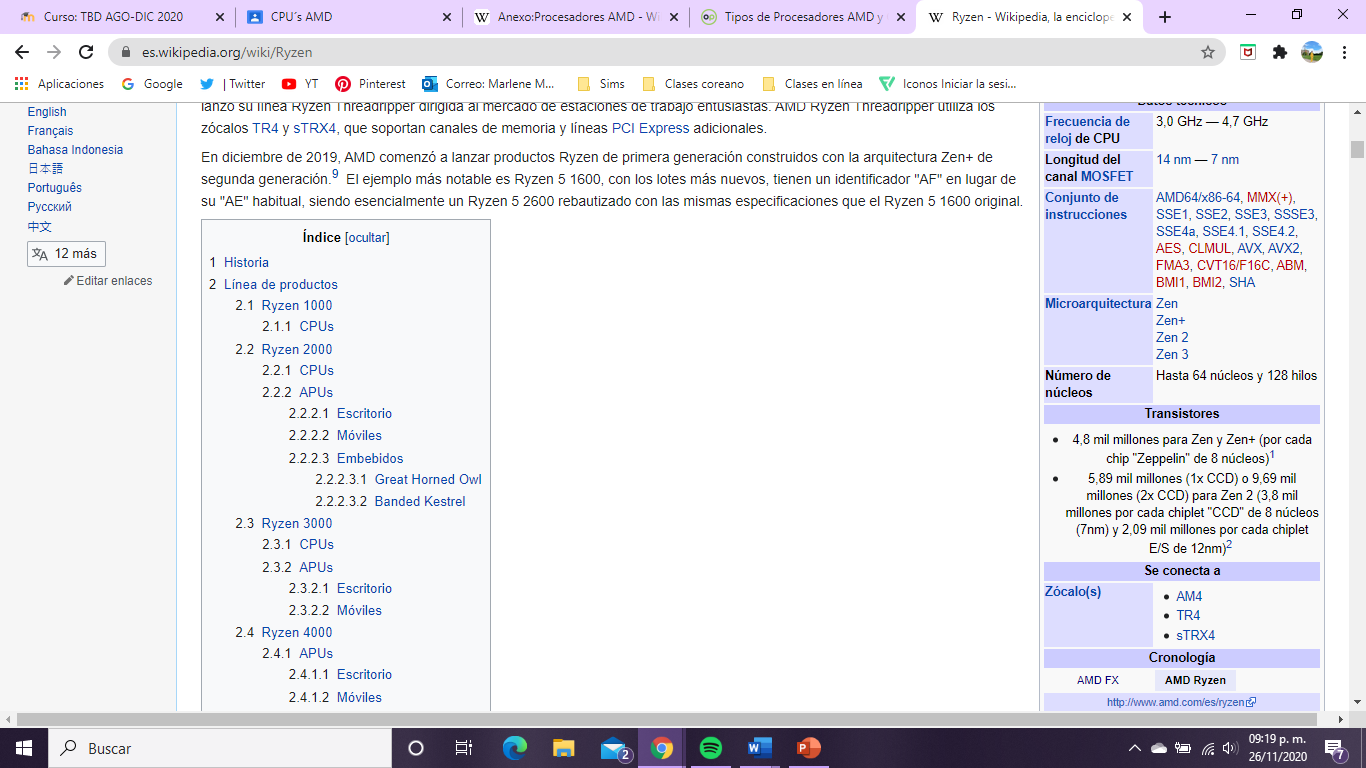 Curso: TBD AGO-DIC 2020
CPU´s AMD
Anexo:Procesadores AMD - Wi
Tipos de Procesadores AMD y
Ryzen - Wikipedia, la enciclope
es.wikipedia.org/wiki/Ryzen
Aplicaciones
Google
| Twitter
YT
Pinterest
Correo: Marlene M...
Sims
Clases coreano
Clases en línea
Iconos Iniciar la sesi...
English
Français
Bahasa Indonesia
日本語
Português
Русский
中文
12 más
Editar enlaces
lanzó su línea Ryzen Threadripper dirigida al mercado de estaciones de trabajo entusiastas. AMD Ryzen Threadripper utiliza los
zócalos TR4 y sTRX4, que soportan canales de memoria y líneas PCI Express adicionales.
En diciembre de 2019, AMD comenzó a lanzar productos Ryzen de primera generación construidos con la arquitectura Zen+ de
segunda generación.9 El ejemplo más notable es Ryzen 5 1600, con los lotes más nuevos, tienen un identificador "AF" en lugar de
su "AE" habitual, siendo esencialmente un Ryzen 5 2600 rebautizado con las mismas especificaciones que el Ryzen 5 1600 original.
Índice [ocultar]
1 Historia
2 Línea de productos
2.1 Ryzen 1000
2.1.1 CPUs
2.2 Ryzen 2000
2.2.1 CPUs
2.2.2 APUs
2.2.2.1 Escritorio
2.2.2.2 Móviles
2.2.2.3 Embebidos
2.2.2.3.1 Great Horned Owl
2.2.2.3.2 Banded Kestrel
2.3 Ryzen 3000
2.3.1 CPUs
2.3.2 APUs
2.3.2.1 Escritorio
2.3.2.2 Móviles
2.4 Ryzen 4000
2.4.1 APUs
2.4.1.1 Escritorio
2.4.1.2 Móviles
Datos técnicos
Frecuencia de 3,0 GHz — 4,7 GHz
reloj de CPU
Longitud del 14 nm — 7 nm
canal MOSFET
Conjunto de AMD64/x86-64, MMX(+),
instrucciones SSE1, SSE2, SSE3, SSSE3,
SSE4a, SSE4.1, SSE4.2,
AES, CLMUL, AVX, AVX2,
FMA3, CVT16/F16C, ABM,
BMI1, BMI2, SHA
Microarquitectura Zen
Zen+
Zen 2
Zen 3
Número de Hasta 64 núcleos y 128 hilos
núcleos
Transistores
• 4,8 mil millones para Zen y Zen+ (por cada
chip "Zeppelin" de 8 núcleos)1
• 5,89 mil millones (1x CCD) o 9,69 mil
millones (2x CCD) para Zen 2 (3,8 mil
millones por cada chiplet "CCD" de 8 núcleos
(7nm) y 2,09 mil millones por cada chiplet
E/S de 12nm)2
Se conecta a
Zócalo(s) • AM4
• TR4
• sTRX4
Cronología
AMD FX AMD Ryzen
http://www.amd.com/es/ryzen
Buscar
2
09:19 p. m.
26/11/2020
7